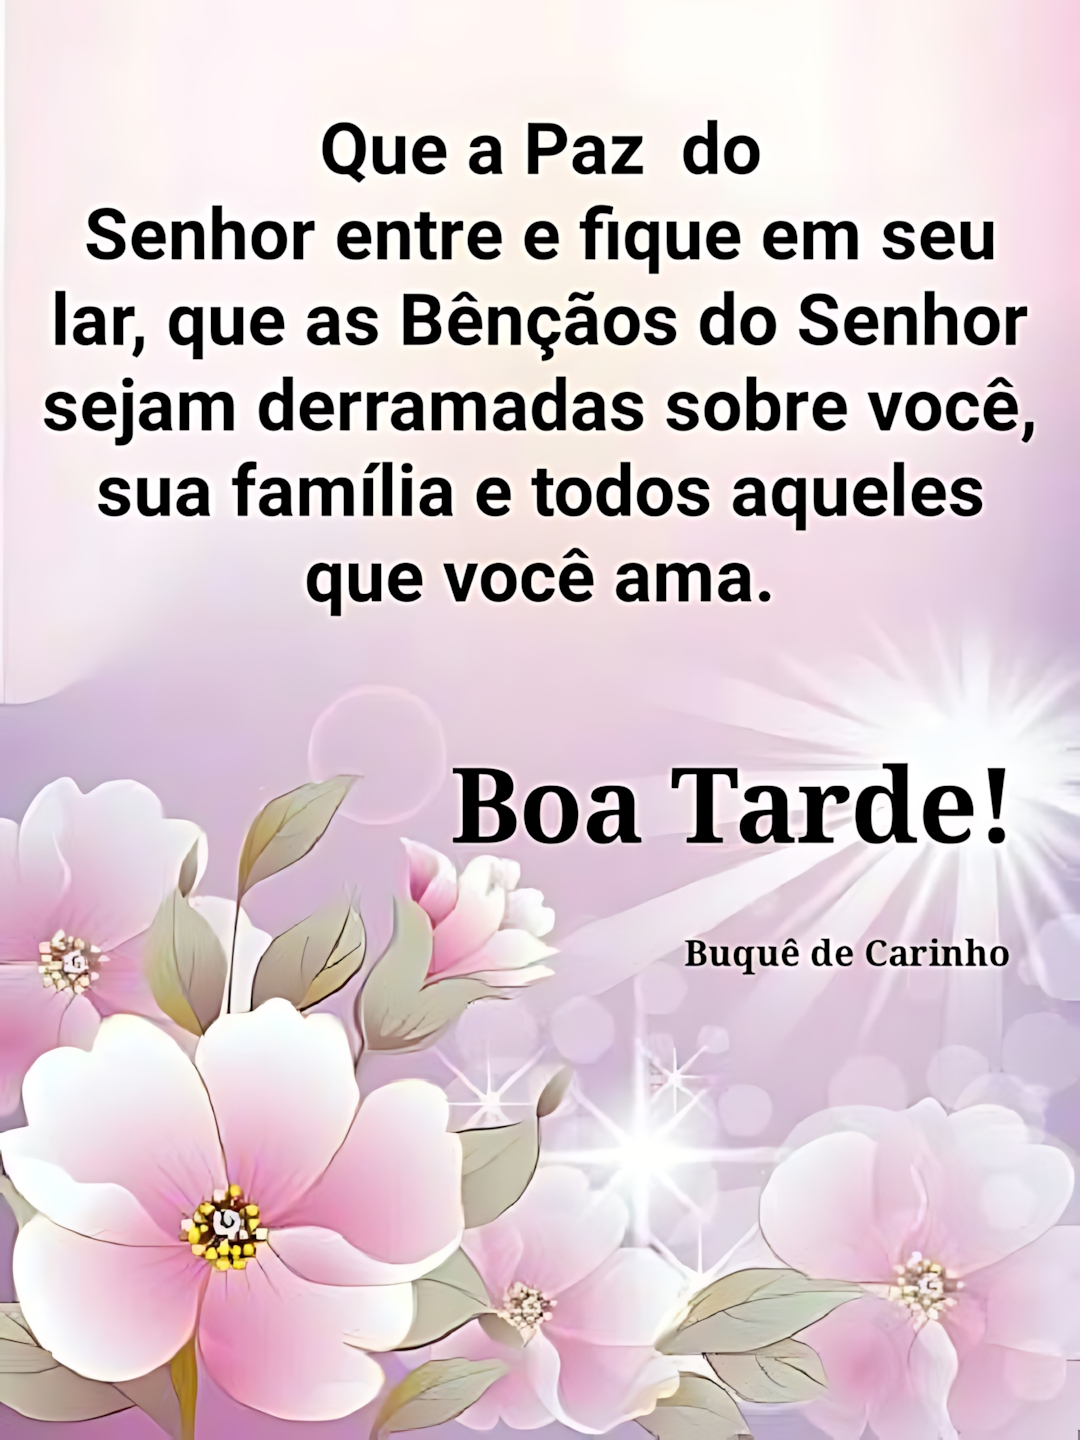 Que a Paz  do
Senhor entre e fique em seu
lar, que as Bênçãos do Senhor
sejam derramadas sobre você,
sua família e todos aqueles
que você ama.
Boa Tarde!
Buquê de Carinho